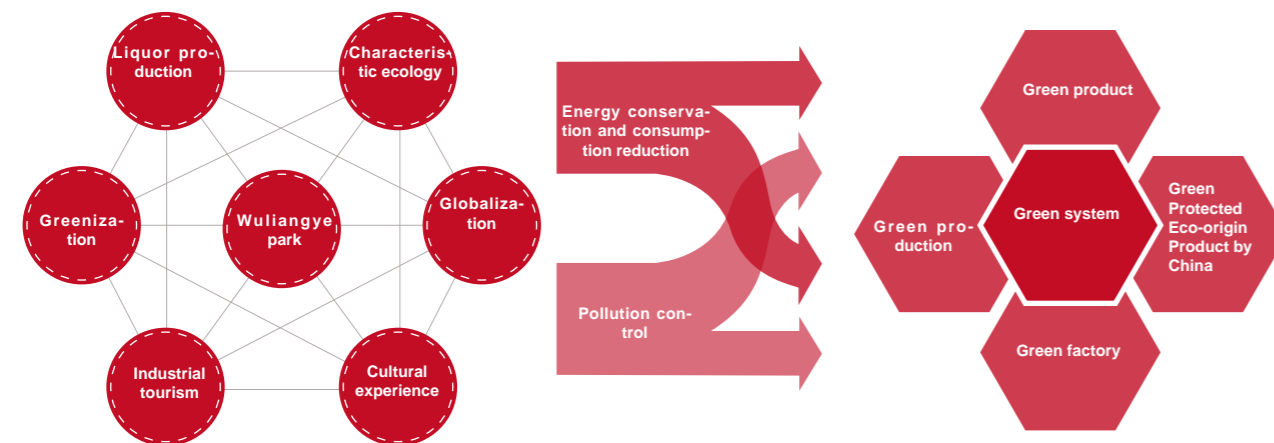 Liquor pro-
duction
Characteris-
tic ecology
Greeniza-
tion
Wuliangye
park
Globaliza-
tion
Industrial
tourism
Cultural
experience
Energy conserva-
tion and consump-
tion reduction
Pollution con-
trol
Green product
Green pro-
duction
Green system
Green
Protected
Eco-origin
Product by
China
Green factory